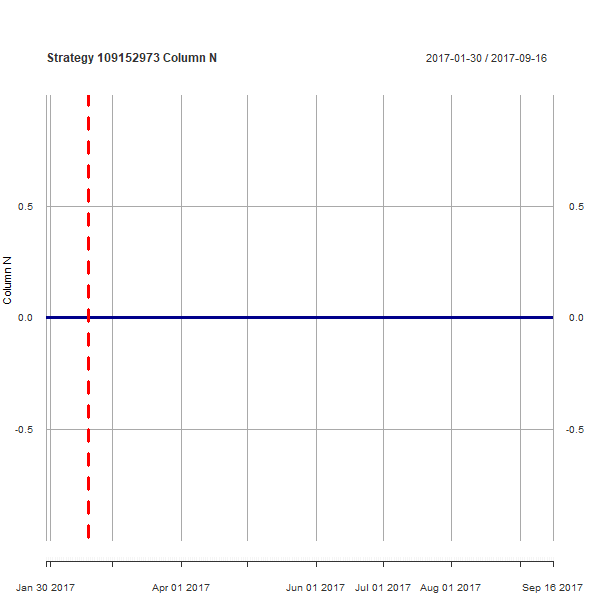 Strategy 109152973 Column N
2017-01-30 / 2017-09-16
0.5
0.5
Column N
0.0
0.0
-0.5
-0.5
Jan 30 2017
Apr 01 2017
Jun 01 2017
Jul 01 2017
Aug 01 2017
Sep 16 2017